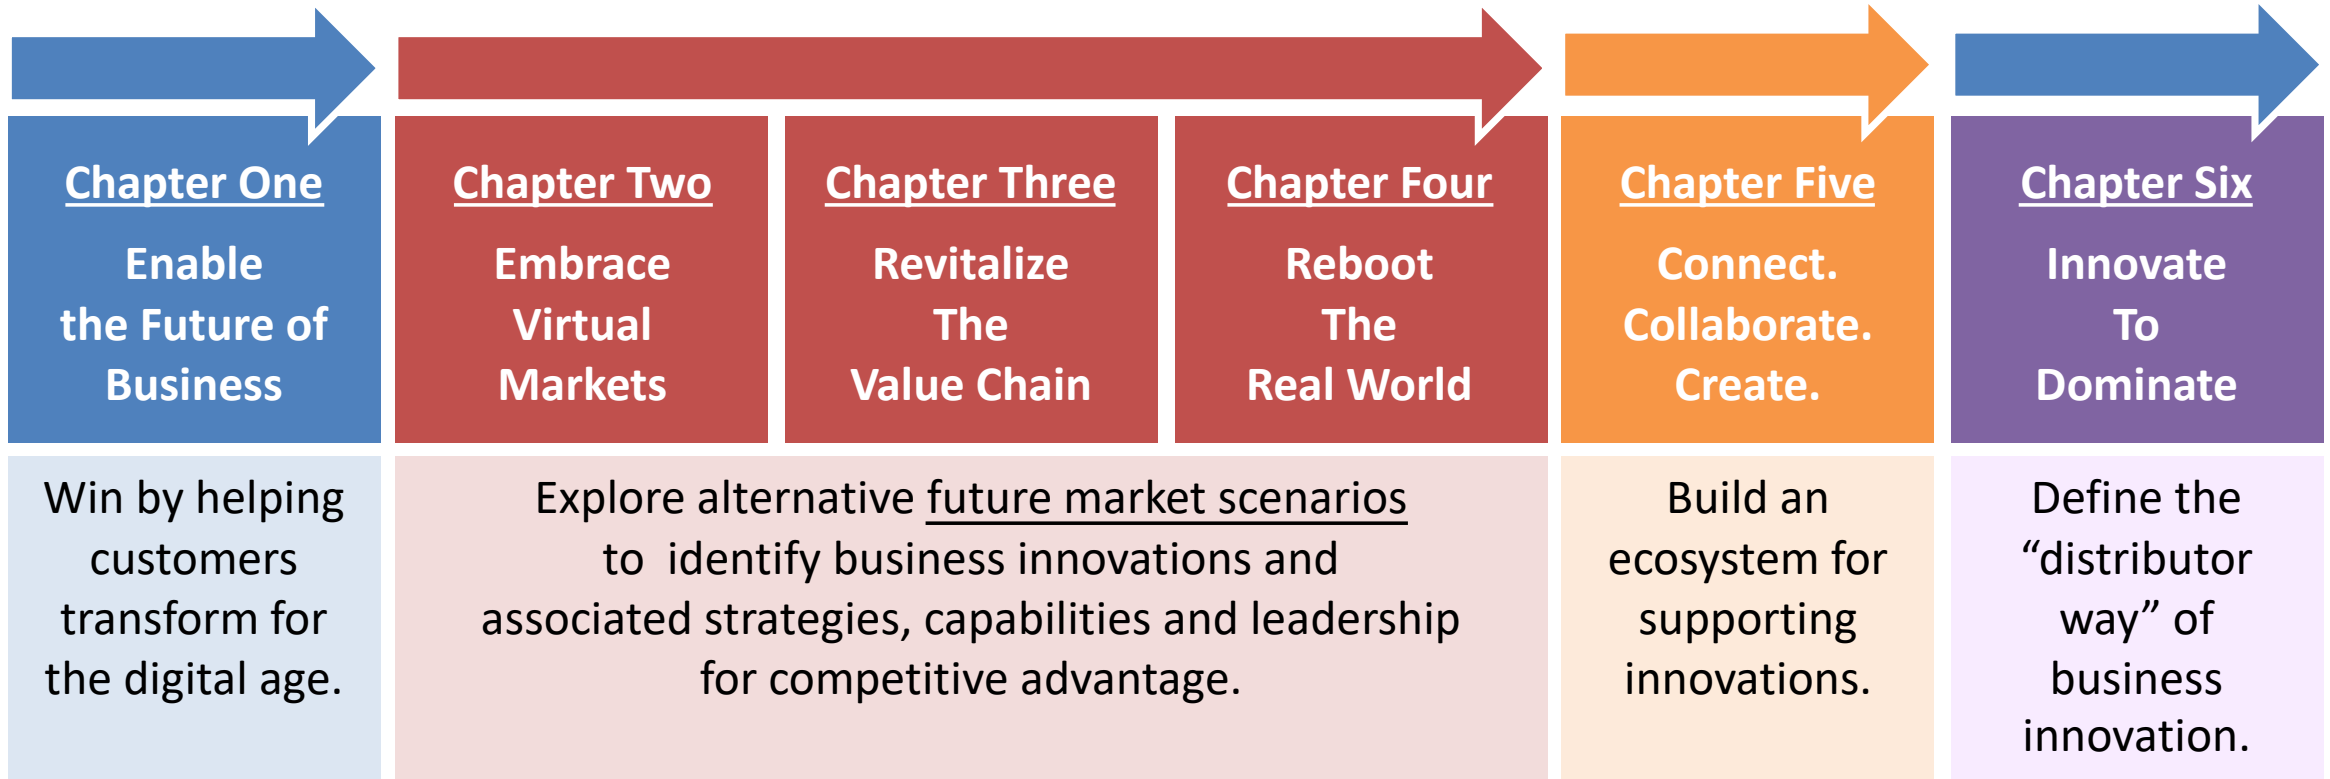 Chapter One
Enable
the Future of
Business
Chapter Two
Embrace
Virtual
Markets
Chapter Three
Revitalize
The
Value Chain
Chapter Four
Reboot
The
Real World
Chapter Five
Connect.
Collaborate.
Create.
Chapter Six
Innovate
To
Dominate
Win by helping
customers
transform for
the digital age.
Explore alternative future market scenarios
to  identify business innovations and
associated strategies, capabilities and leadership
for competitive advantage.
Build an
ecosystem for
supporting
innovations.
Define the
“distributor
way” of
business
innovation.